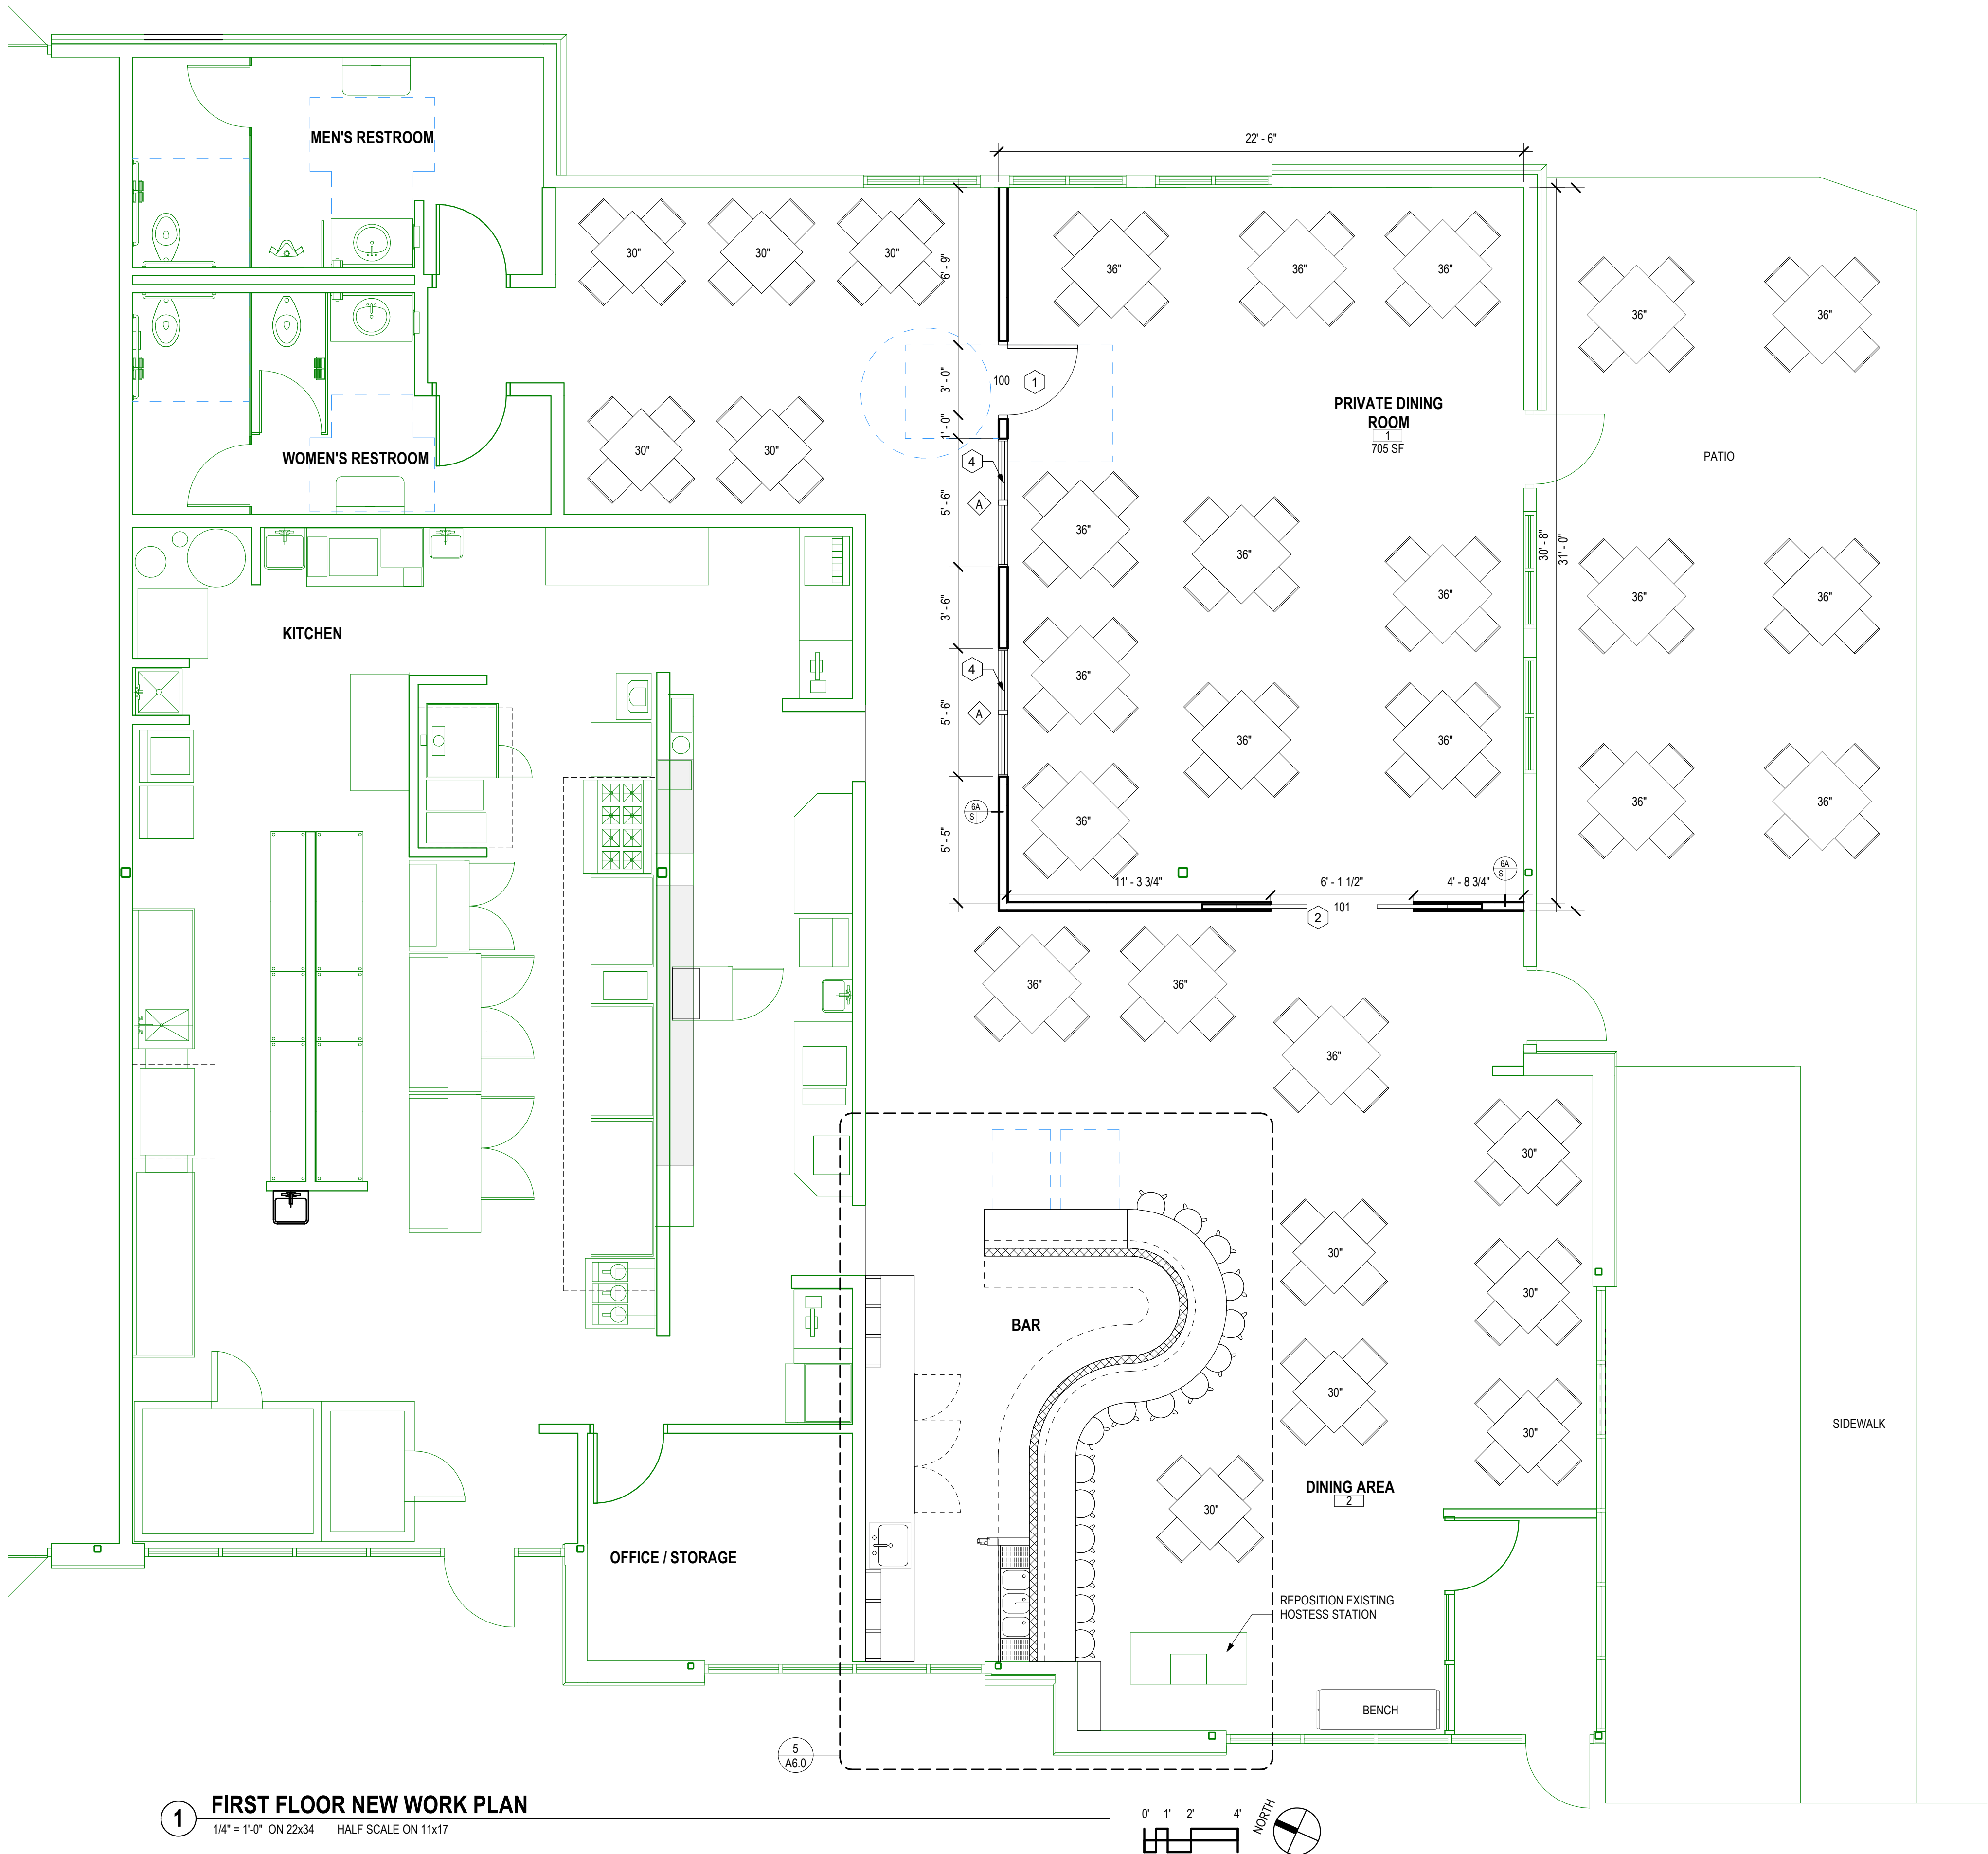 22' - 6"
MEN'S RESTROOM
30"
30"
30"
6' - 9"
36"
36"
36"
36"
36"
3' - 0"
100
1
1' - 0"
PRIVATE DINING
ROOM
1
705 SF
PATIO
WOMEN'S RESTROOM
30"
30"
4
A
5' - 6"
36"
36"
36"
30' - 8"
31' - 0"
36"
36"
KITCHEN
3' - 6"
4
A
5' - 6"
36"
36"
36"
36"
36"
6A
S
5' - 5"
36"
6A
S
11' - 3 3/4"
6' - 1 1/2"
4' - 8 3/4"
101
2
36"
36"
36"
30"
30"
30"
BAR
30"
30"
SIDEWALK
DINING AREA
2
30"
OFFICE / STORAGE
REPOSITION EXISTING
HOSTESS STATION
BENCH
5
A6.0
1
FIRST FLOOR NEW WORK PLAN
1/4" = 1'-0" ON 22x34 HALF SCALE ON 11x17
0' 1' 2' 4'
NORTH